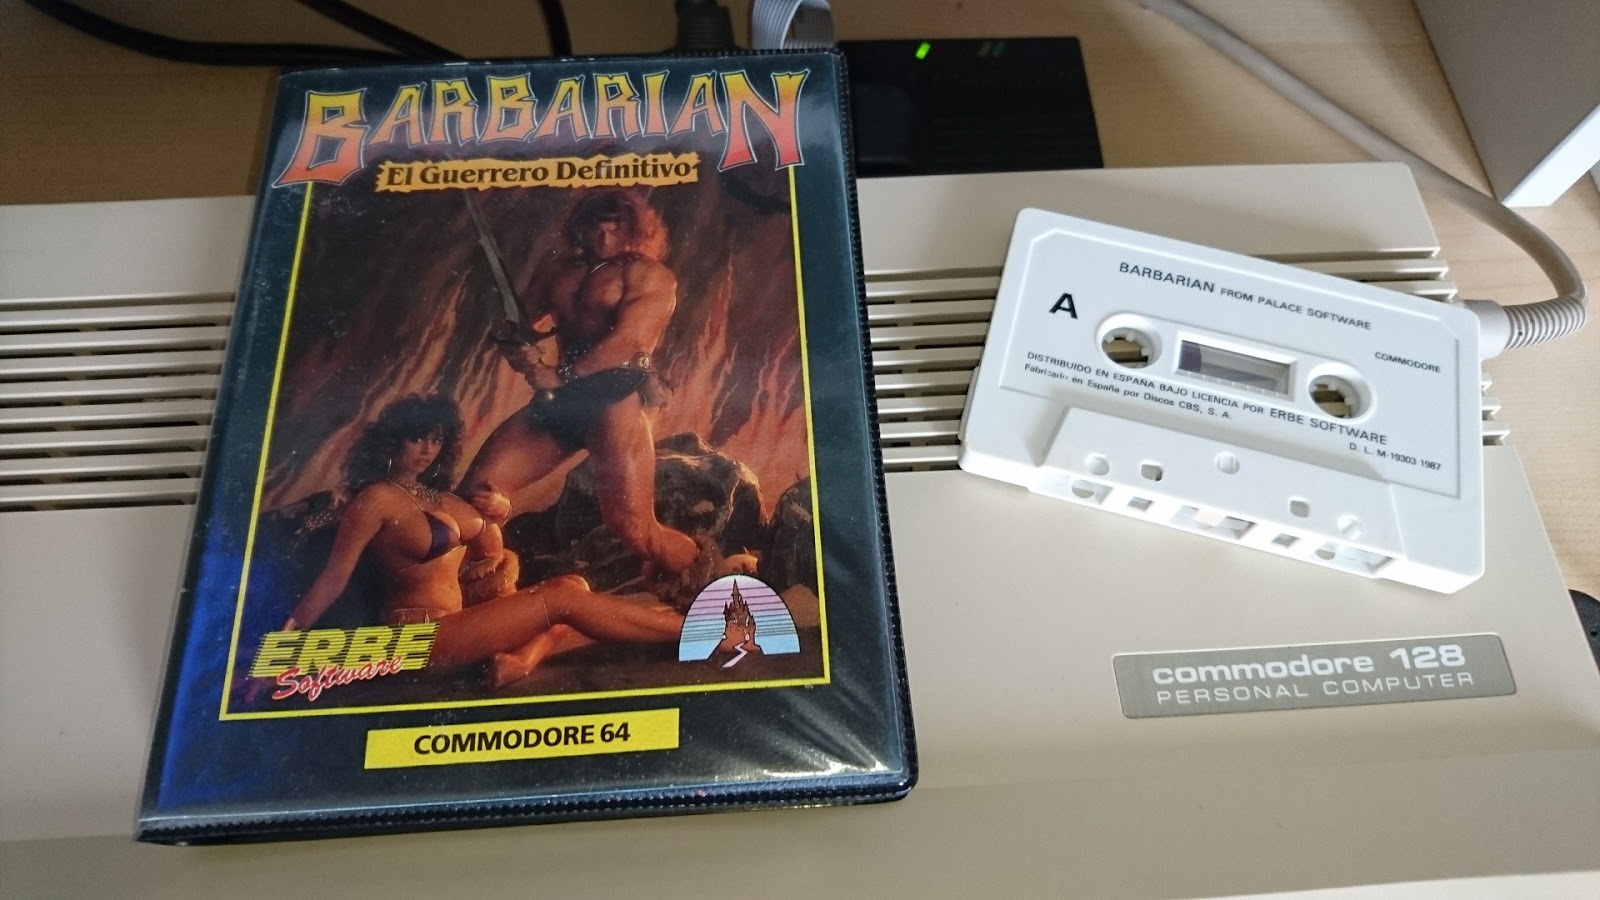 BARBARIAN
El Guerrero Definitivo
ERBE
Software
COMMODORE 64
BARBARIAN FROM PALACE SOFTWARE
A
COMMODORE
DISTRIBUIDO EN ESPAÑA BAJO LICENCIA POR ERBE SOFTWARE
Fabricado en España por Discos CBS, S. A.
D. L. M-19303-1987
commodore 128
PERSONAL COMPUTER